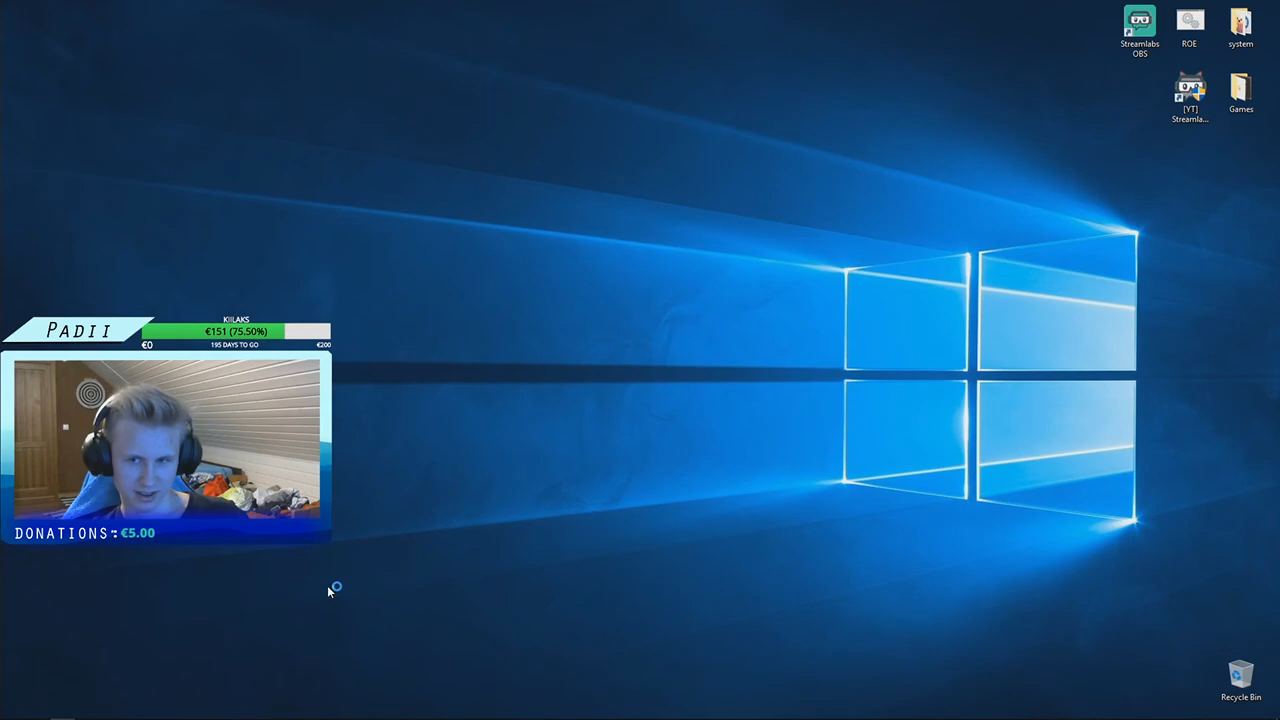 Streamlabs
OBS
ROE
system
[YT]
Streamla...
Games
PADII
KIILAKS
€151 (75.50%)
€0
195 DAYS TO GO
€200
DONATIONS: €5.00
Recycle Bin